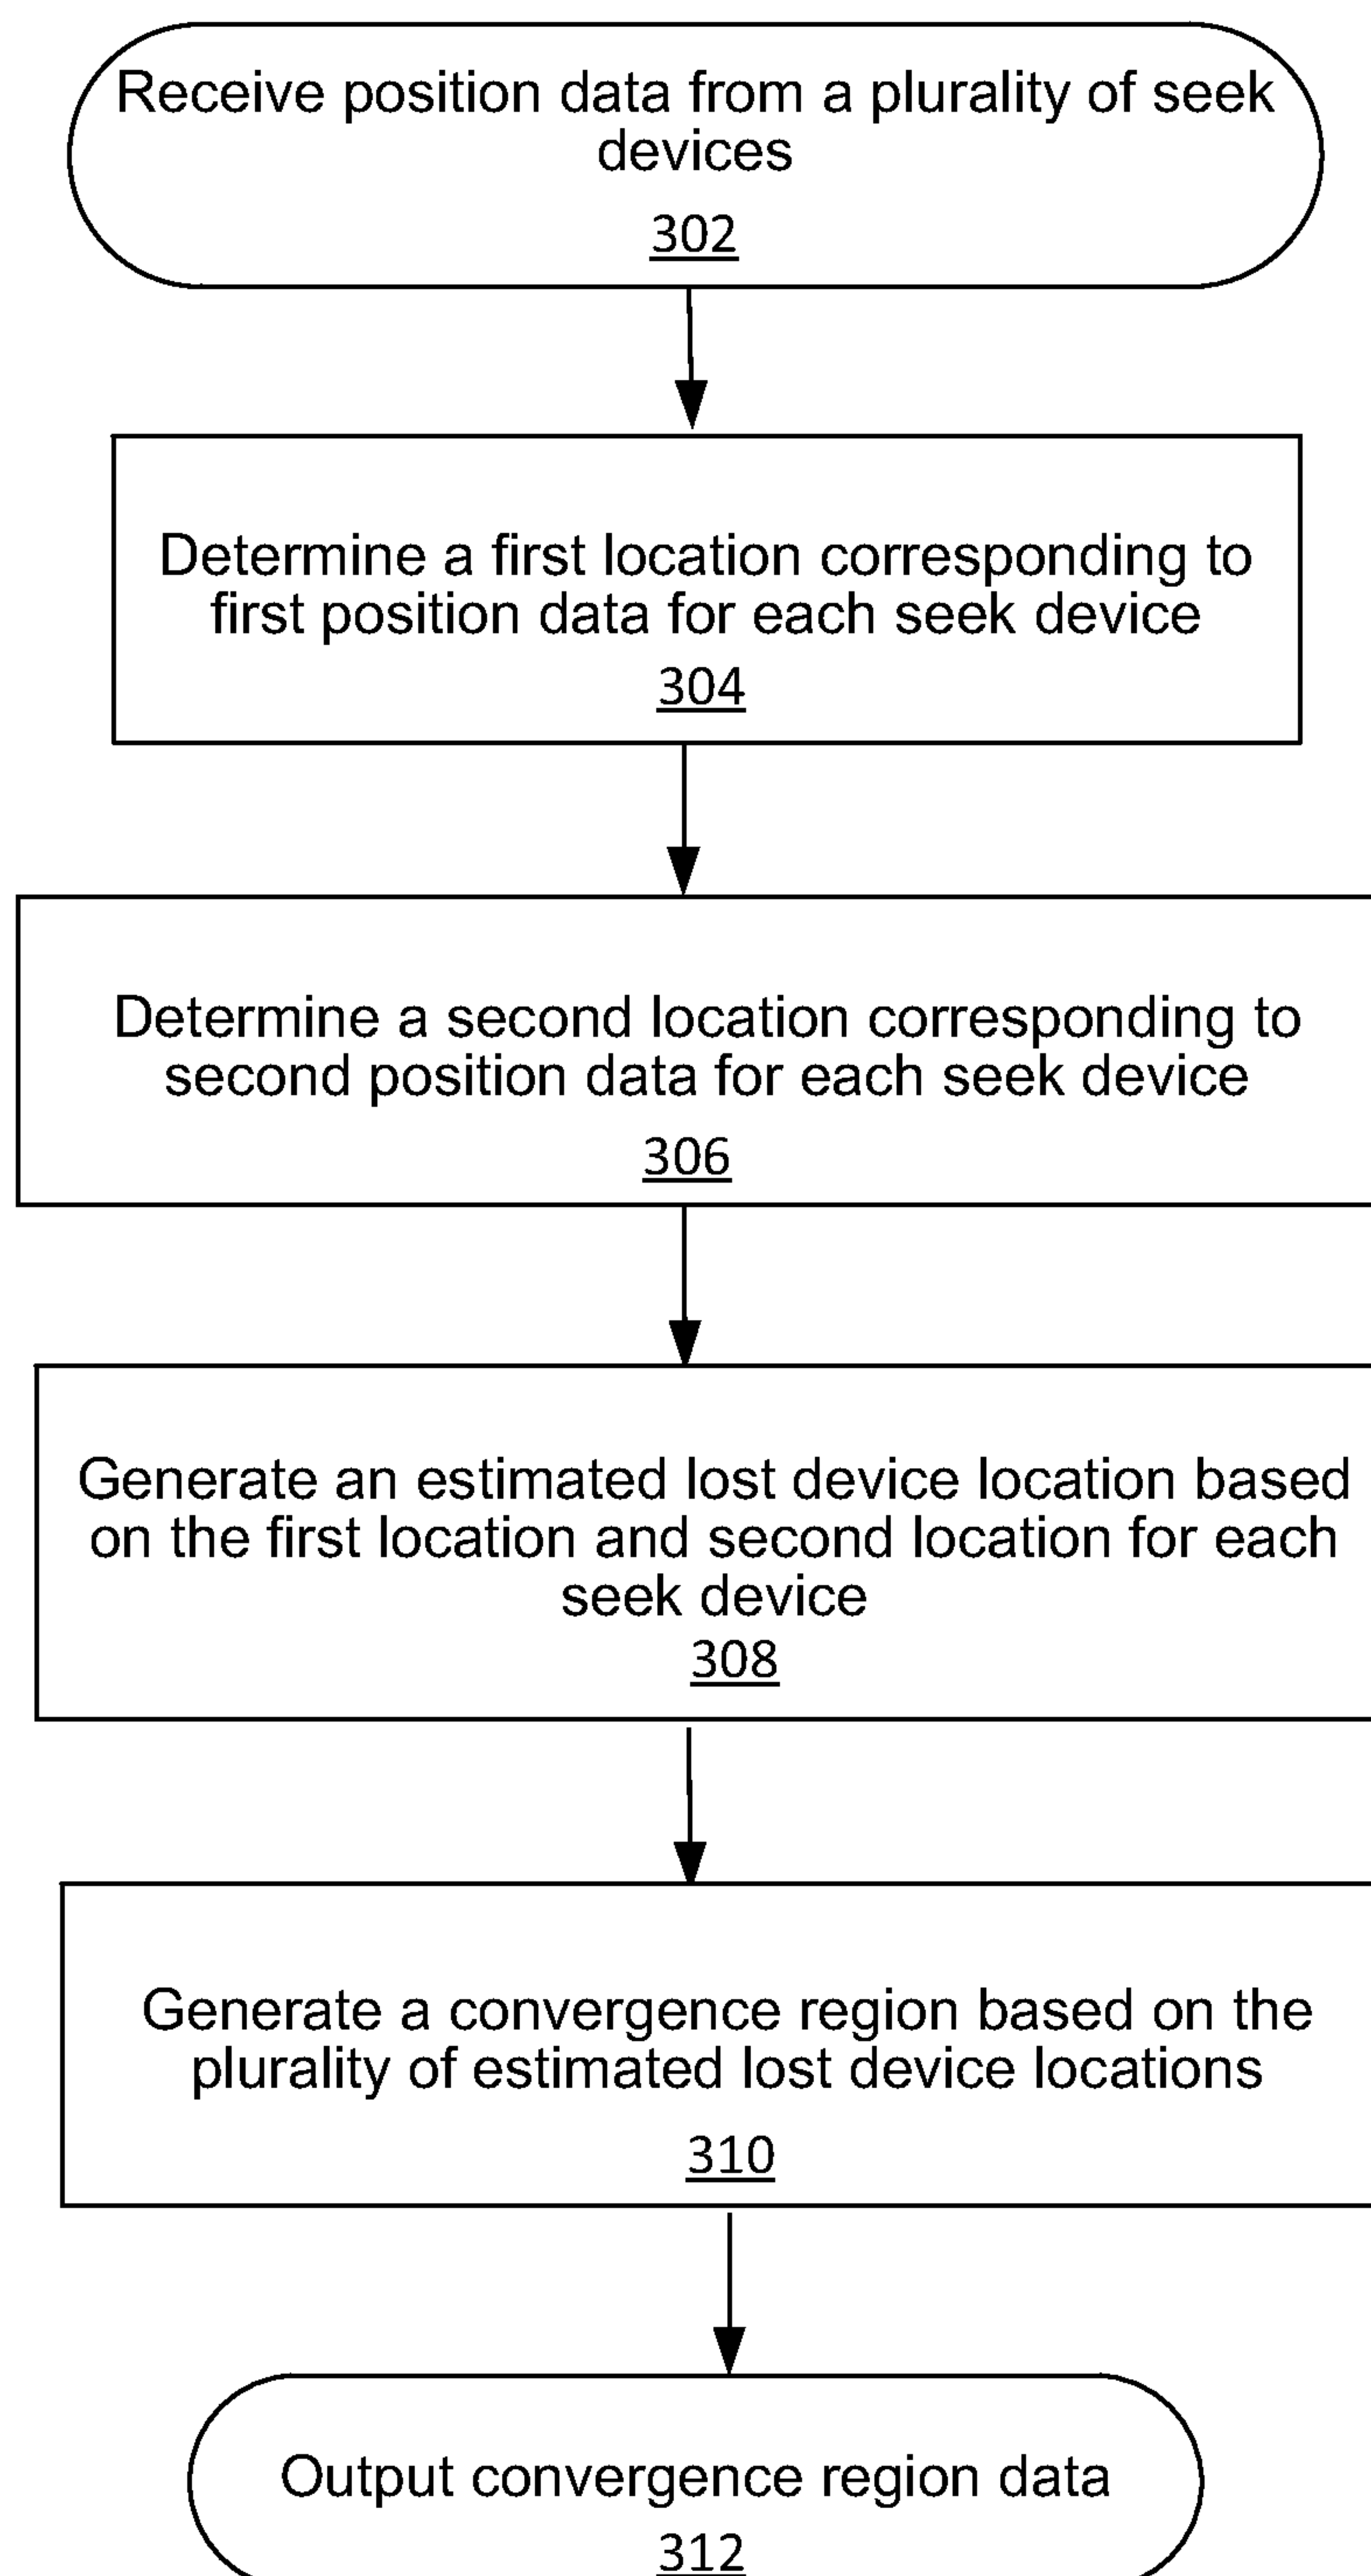 Receive position data from a plurality of seek
devices
302
Determine a first location corresponding to
first position data for each seek device
304
Determine a second location corresponding to
second position data for each seek device
306
Generate an estimated lost device location based
on the first location and second location for each
seek device
308
Generate a convergence region based on the
plurality of estimated lost device locations
310
Output convergence region data
312